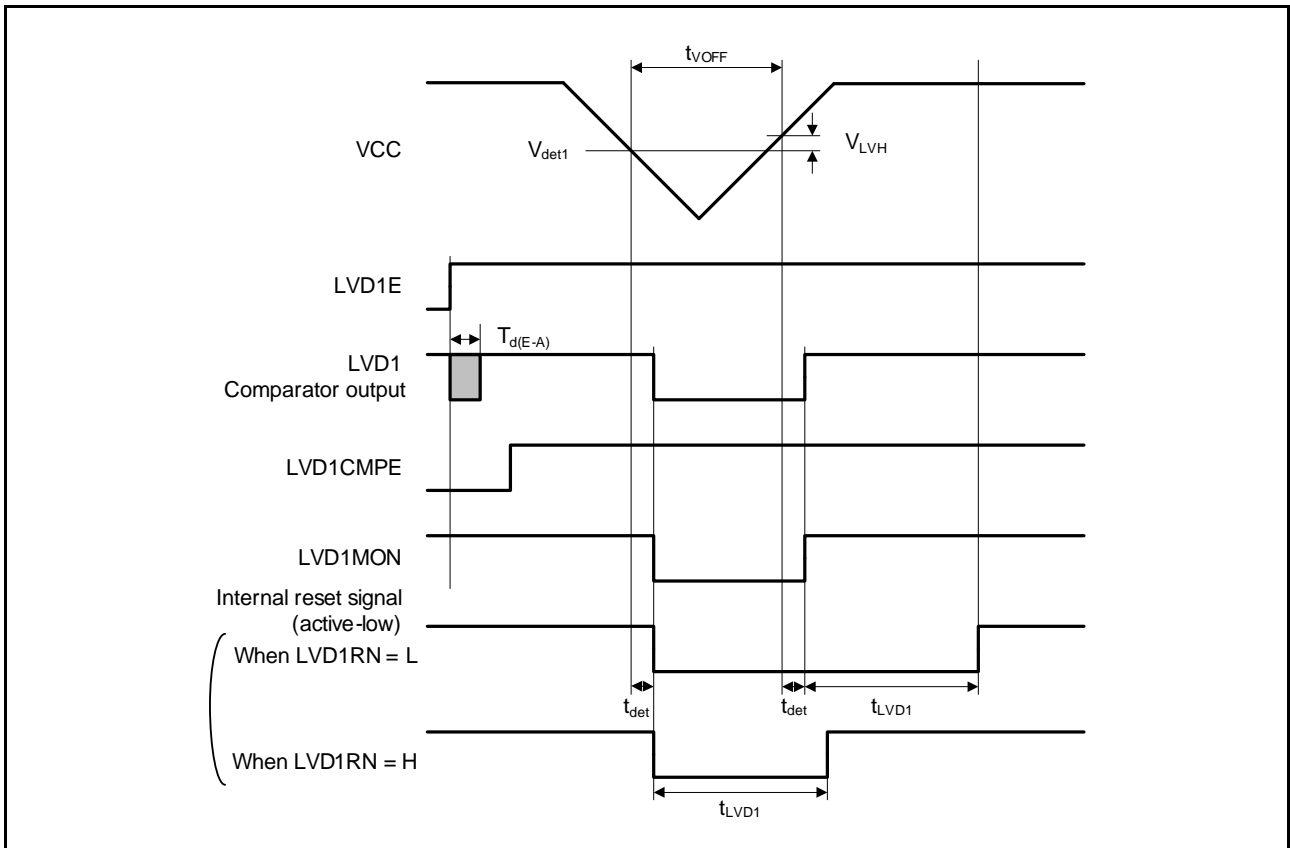 tVOFF
VCC
Vdet1
VLVH
LVD1E
Td(E-A)
LVD1
Comparator output
LVD1CMPE
LVD1MON
Internal reset signal
(active-low)
When LVD1RN = L
tdet
tdet
tLVD1
When LVD1RN = H
tLVD1